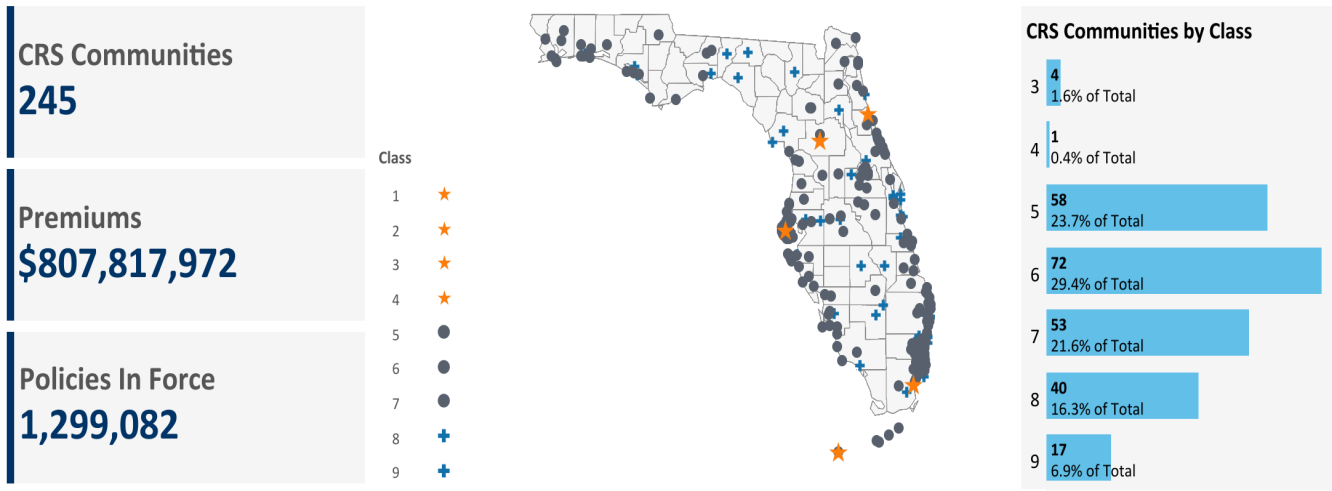 CRS Communities
245
Premiums
$807,817,972
Policies In Force
1,299,082
Class
1
2
3
4
5
6
7
8
9
CRS Communities by Class
3
4
1.6% of Total
4
1
0.4% of Total
5
58
23.7% of Total
6
72
29.4% of Total
7
53
21.6% of Total
8
40
16.3% of Total
9
17
6.9% of Total